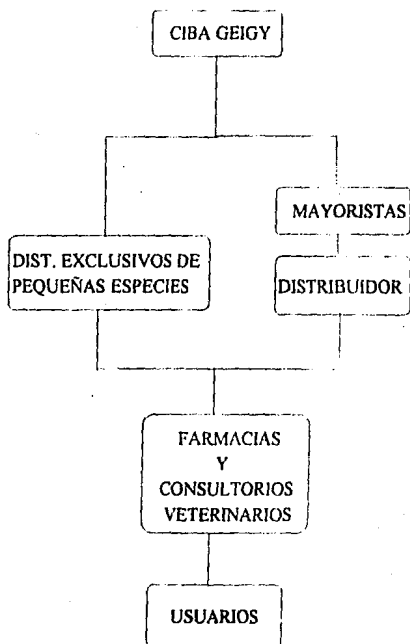 CIBA GEIGY
MAYORISTAS
DIST. EXCLUSIVOS DE
PEQUEÑAS ESPECIES
DISTRIBUIDOR
FARMACIAS
Y
CONSULTORIOS
VETERINARIOS
USUARIOS